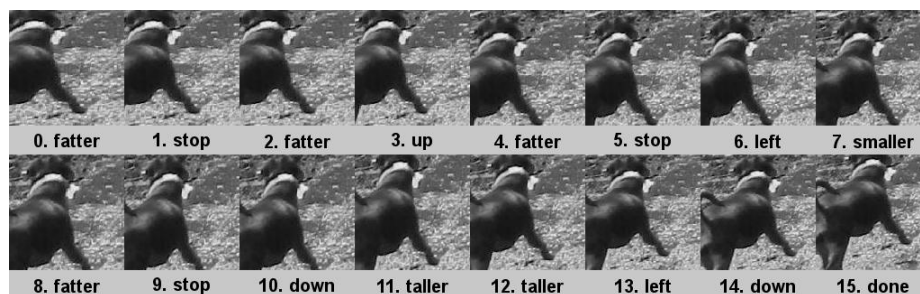 0. fatter 1. stop 2. fatter 3. up 4. fatter 5. stop 6. left 7. smaller
8. fatter 9. stop 10. down 11. taller 12. taller 13. left 14. down 15. done